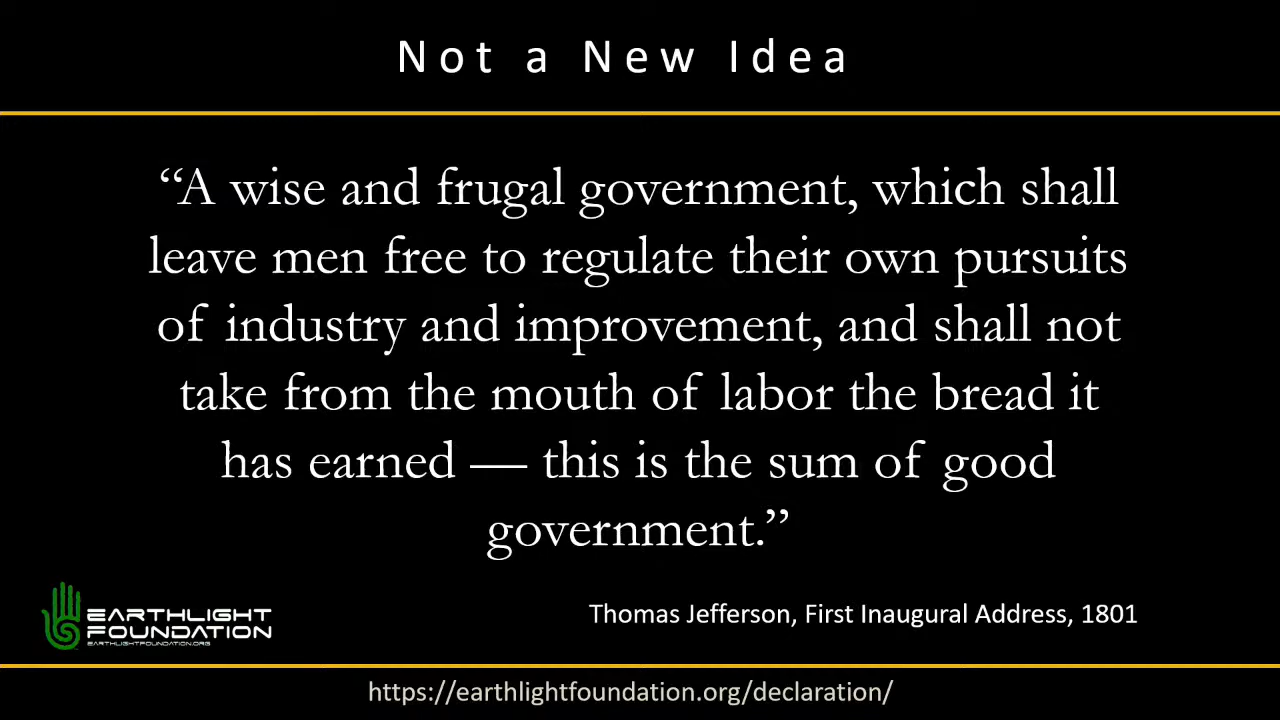 Not a New Idea
“A wise and frugal government, which shall
leave men free to regulate their own pursuits
of industry and improvement, and shall not
take from the mouth of labor the bread it
has earned — this is the sum of good
government.”
Thomas Jefferson, First Inaugural Address, 1801
EARTHLIGHT
FOUNDATION
EARTHLIGHTFOUNDATION.ORG
https://earthlightfoundation.org/declaration/